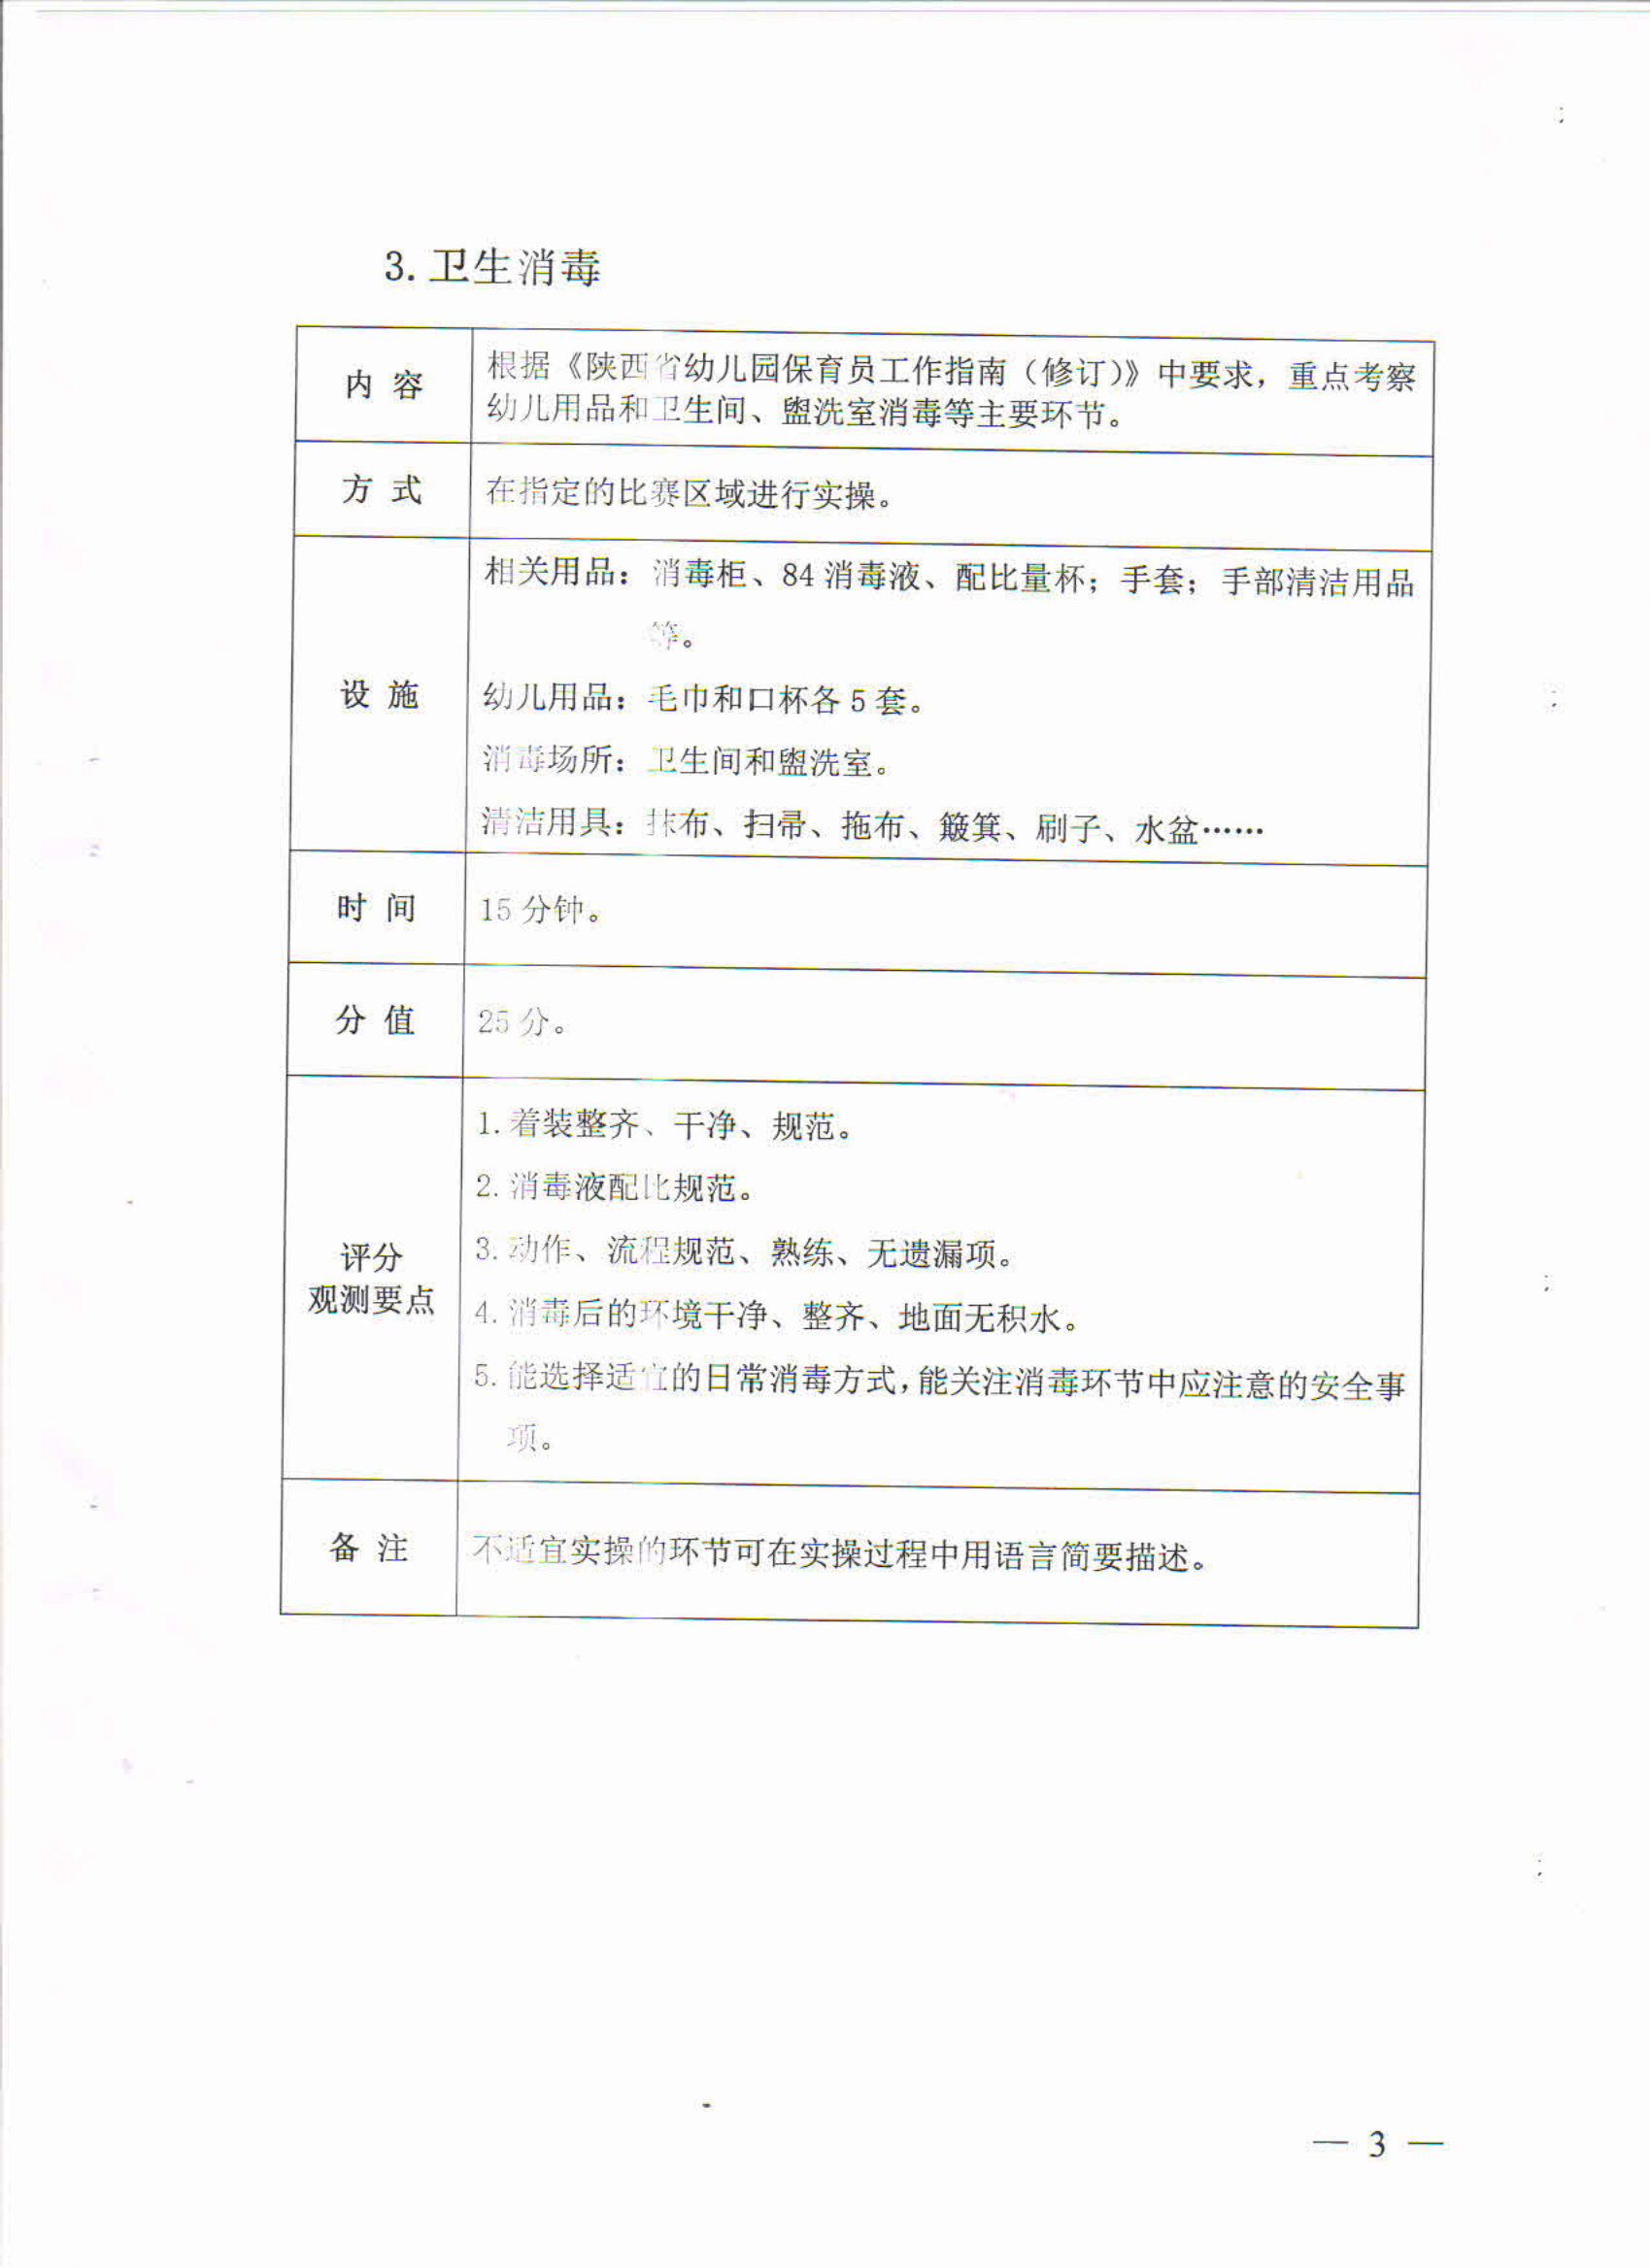 3.卫生消毒
内 容
根据《陕西省幼儿园保育员工作指南（修订）》中要求，重点考察
幼儿用品和卫生间、盥洗室消毒等主要环节。
方 式
在指定的比赛区域进行实操。
设 施
相关用品：消毒柜、84 消毒液、配比量杯；手套；手部清洁用品
等。
幼儿用品：毛巾和口杯各 5 套。
消毒场所：卫生间和盥洗室。
清洁用具：抹布、扫帚、拖布、簸箕、刷子、水盆……
时 间
15 分钟。
分 值
25 分。
评分
观测要点
1.着装整齐、干净、规范。
2.消毒液配比规范。
3.动作、流程规范、熟练、无遗漏项。
4.消毒后的环境干净、整齐、地面无积水。
5.能选择适宜的日常消毒方式，能关注消毒环节中应注意的安全事
项。
备 注
不适宜实操的环节可在实操过程中用语言简要描述。
— 3 —